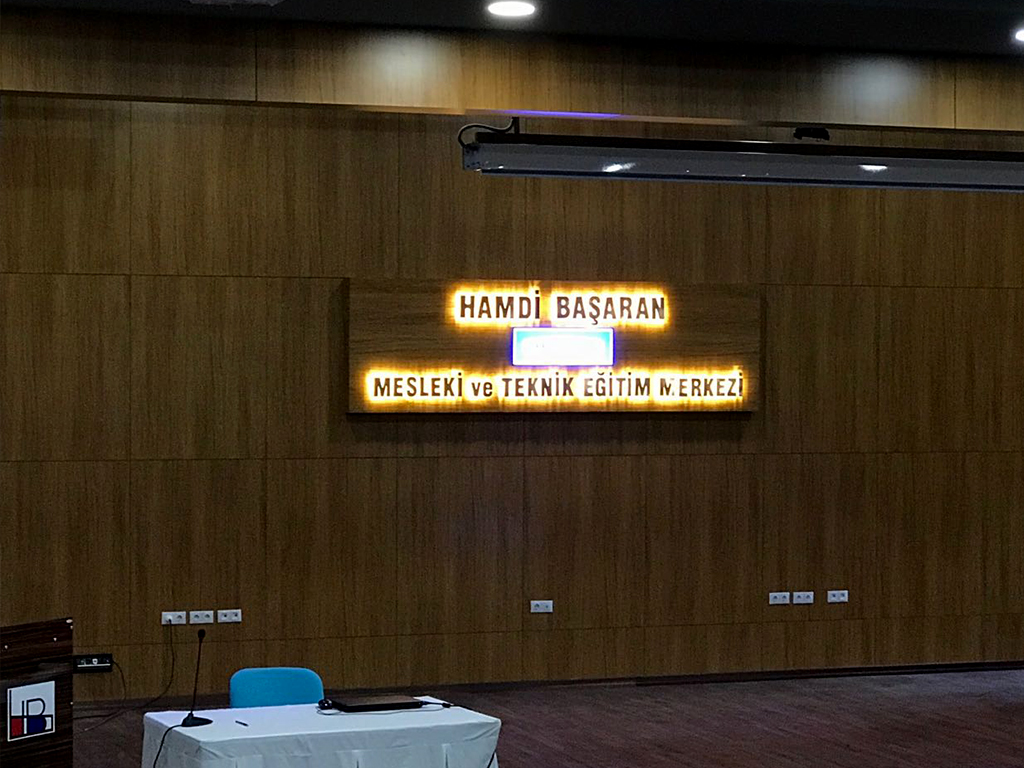 HAMDİ BAŞARAN
MESLEKİ ve TEKNİK EĞİTİM MERKEZİ